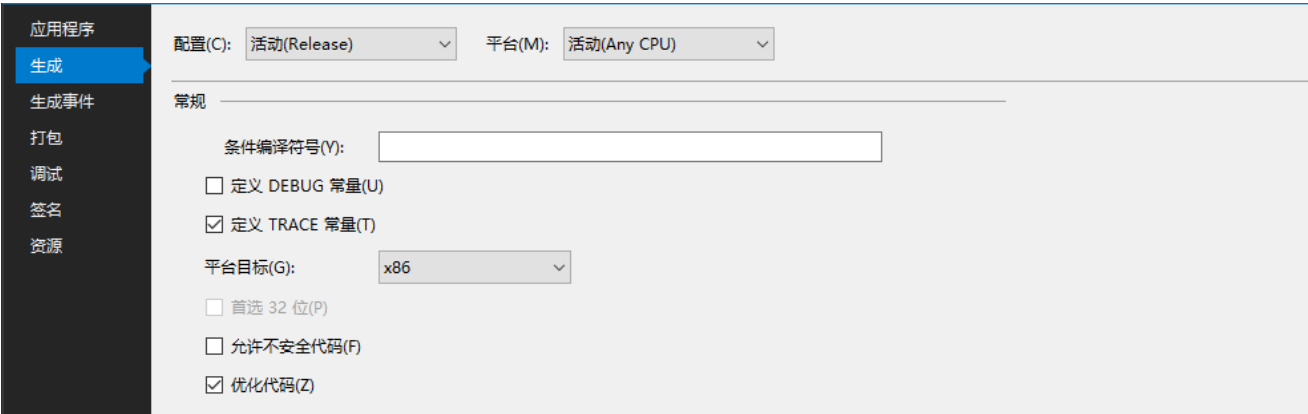 应用程序
生成
生成事件
打包
调试
签名
资源
配置(C): 活动(Release) 平台(M): 活动(Any CPU)
常规
条件编译符号(Y):
定义 DEBUG 常量(U)
定义 TRACE 常量(T)
平台目标(G): x86
首选 32 位(P)
允许不安全代码(F)
优化代码(Z)